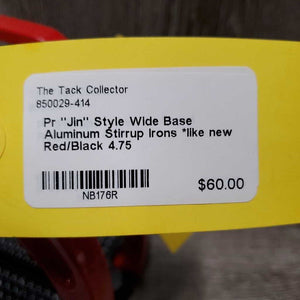 The Tack Collector
850029-414
Pr "Jin" Style Wide Base
Aluminum Stirrup Irons *like new
Red/Black 4.75
NB176R
$60.00